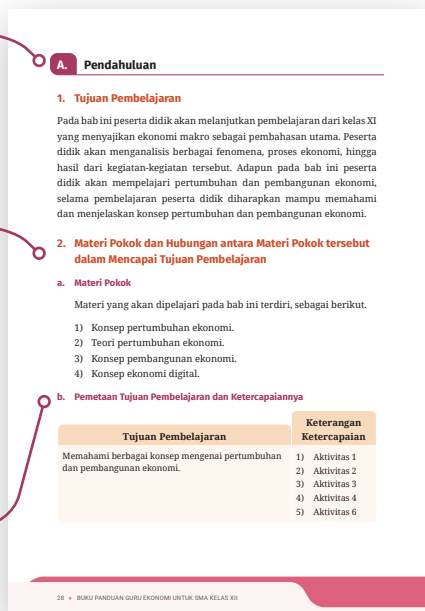 A. Pendahuluan
1. Tujuan Pembelajaran
Pada bab ini peserta didik akan melanjutkan pembelajaran dari kelas XI
yang menyajikan ekonomi makro sebagai pembahasan utama. Peserta
didik akan menganalisis berbagai fenomena, proses ekonomi, hingga
hasil dari kegiatan-kegiatan tersebut. Adapun pada bab ini peserta
didik akan mempelajari pertumbuhan dan pembangunan ekonomi,
selama pembelajaran peserta didik diharapkan mampu memahami
dan menjelaskan konsep pertumbuhan dan pembangunan ekonomi.
2. Materi Pokok dan Hubungan antara Materi Pokok tersebut
dalam Mencapai Tujuan Pembelajaran
a. Materi Pokok
Materi yang akan dipelajari pada bab ini terdiri, sebagai berikut.
1) Konsep pertumbuhan ekonomi.
2) Teori pertumbuhan ekonomi.
3) Konsep pembangunan ekonomi.
4) Konsep ekonomi digital.
b. Pemetaan Tujuan Pembelajaran dan Ketercapaiannya
Tujuan Pembelajaran
Keterangan
Ketercapaian
Memahami berbagai konsep mengenai pertumbuhan
dan pembangunan ekonomi.
1) Aktivitas 1
2) Aktivitas 2
3) Aktivitas 3
4) Aktivitas 4
5) Aktivitas 6
28 • BUKU PANDUAN GURU EKONOMI UNTUK SMA KELAS XII